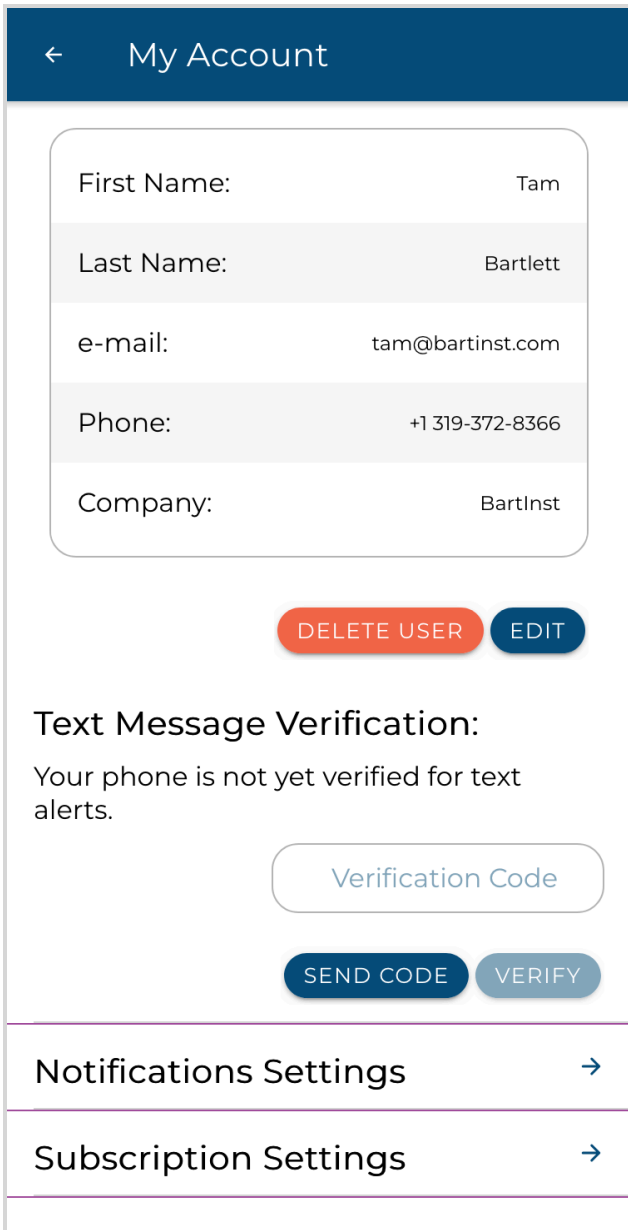 My Account
First Name: Tam
Last Name: Bartlett
e-mail: tam@bartinst.com
Phone: +1 319-372-8366
Company: BartInst
DELETE USER EDIT
Text Message Verification:
Your phone is not yet verified for text
alerts.
Verification Code
SEND CODE VERIFY
Notifications Settings
Subscription Settings